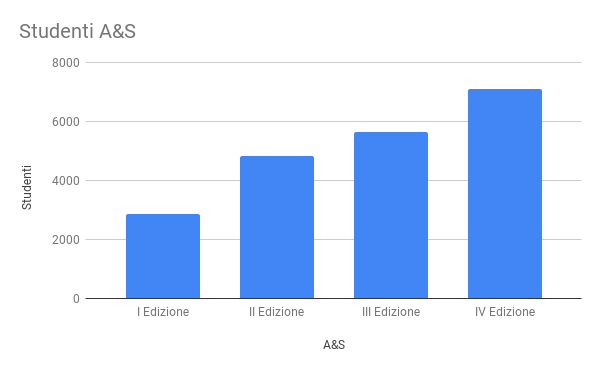 Studenti A&S
8000
6000
4000
2000
0
Studenti
I Edizione
II Edizione
III Edizione
IV Edizione
A&S